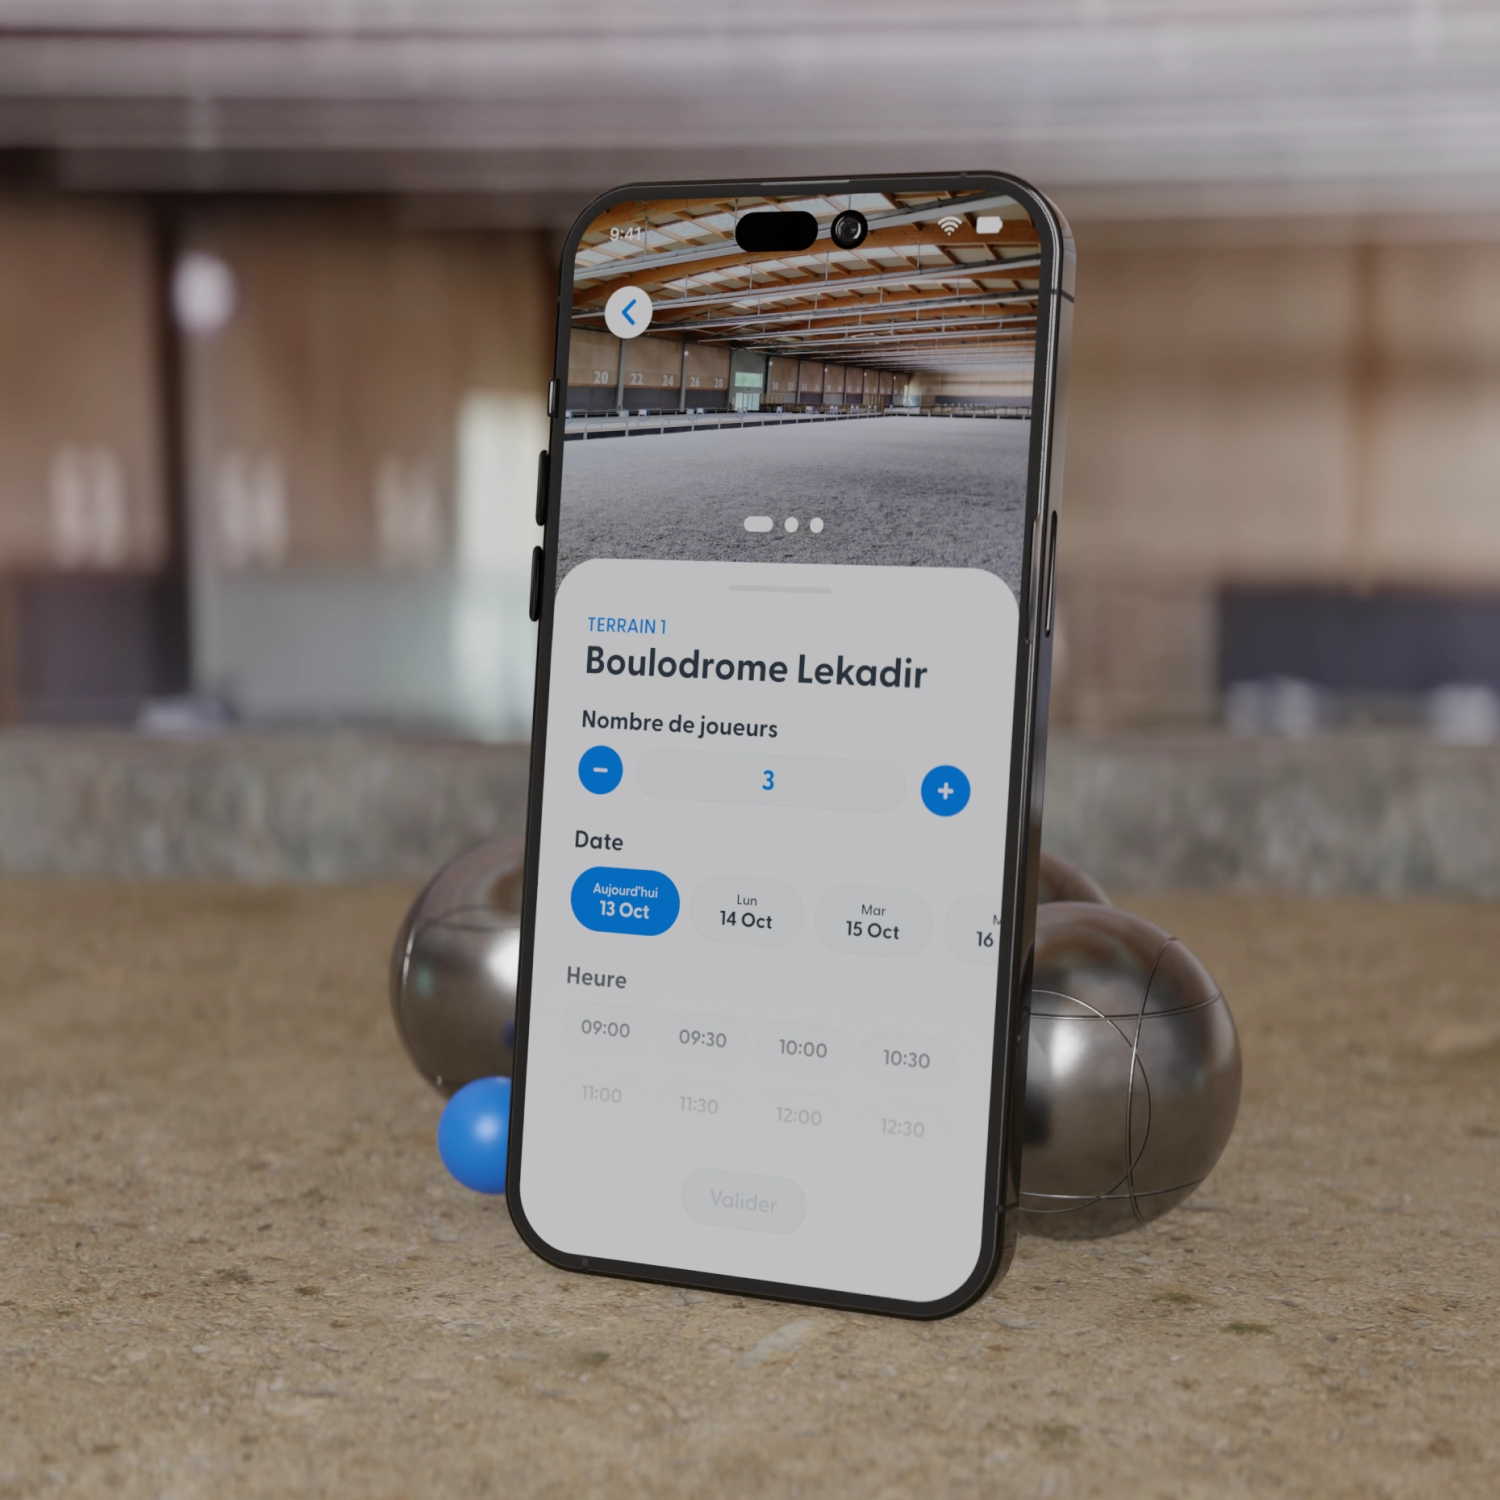 9:41
20 22 24 26 28
TERRAIN 1
Boulodrome Lekadir
Nombre de joueurs
3
Date
Aujourd'hui
13 Oct
Lun
14 Oct
Mar
15 Oct
16
Heure
09:00 09:30 10:00 10:30
11:00 11:30 12:00 12:30
Valider